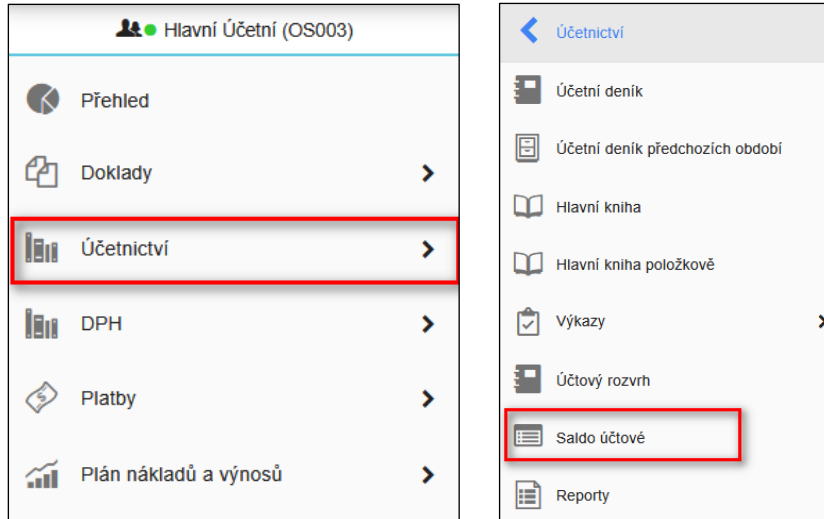 Hlavní Účetní (OS003)
Přehled
Doklady
Účetnictví
DPH
Platby
Plán nákladů a výnosů
Účetnictví
Účetní deník
Účetní deník předchozích období
Hlavní kniha
Hlavní kniha položkově
Výkazy
Účtový rozvrh
Saldo účtové
Reporty